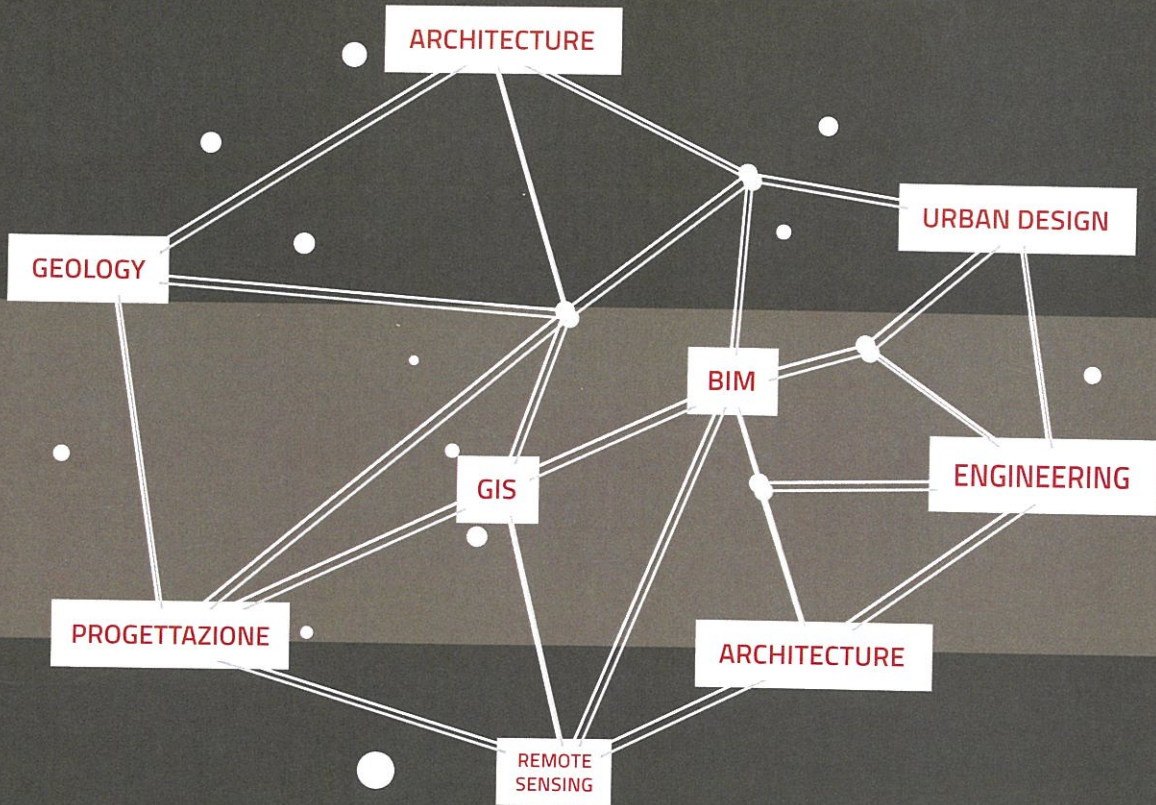 ARCHITECTURE
URBAN DESIGN
GEOLOGY
BIM
ENGINEERING
GIS
PROGETTAZIONE
ARCHITECTURE
REMOTE
SENSING